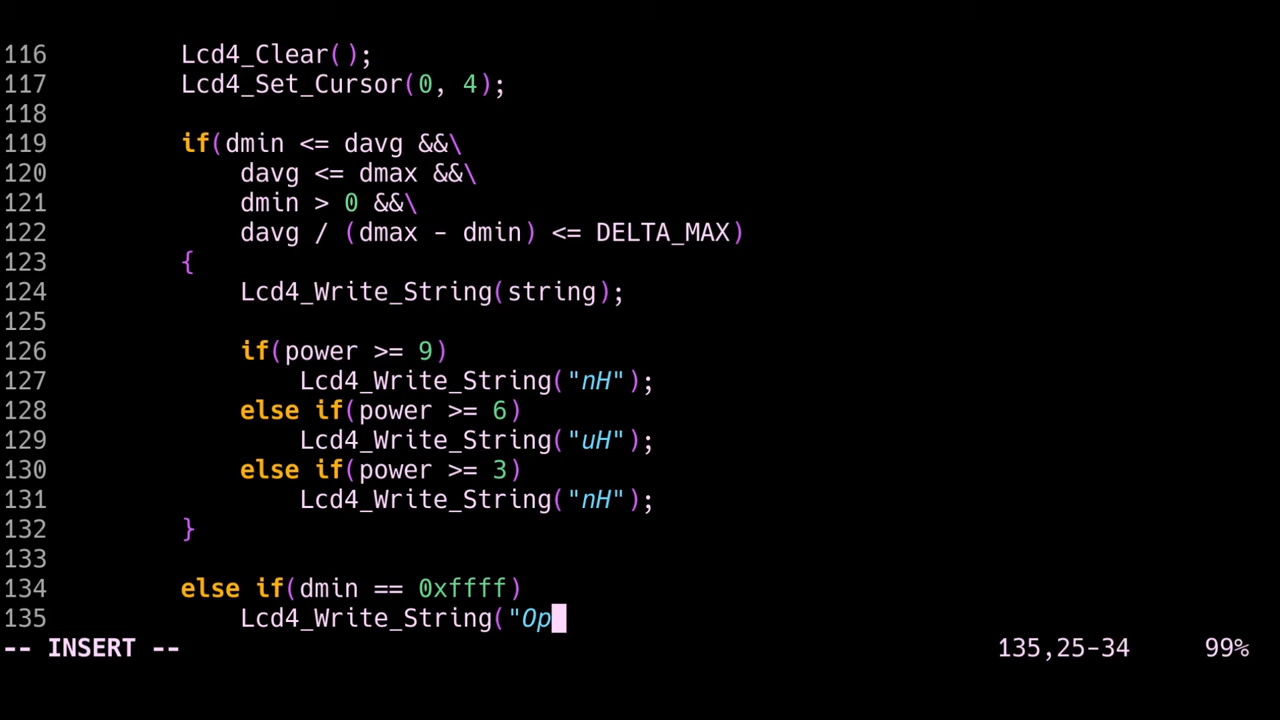 116         Lcd4_Clear();
117         Lcd4_Set_Cursor(0, 4);
118
119         if(dmin <= davg &&\
120             davg <= dmax &&\
121             dmin > 0 &&\
122             davg / (dmax - dmin) <= DELTA_MAX)
123         {
124             Lcd4_Write_String(string);
125
126             if(power >= 9)
127                 Lcd4_Write_String("nH");
128             else if(power >= 6)
129                 Lcd4_Write_String("uH");
130             else if(power >= 3)
131                 Lcd4_Write_String("nH");
132         }
133
134         else if(dmin == 0xffff)
135             Lcd4_Write_String("Op
-- INSERT --                                                       135,25-34     99%